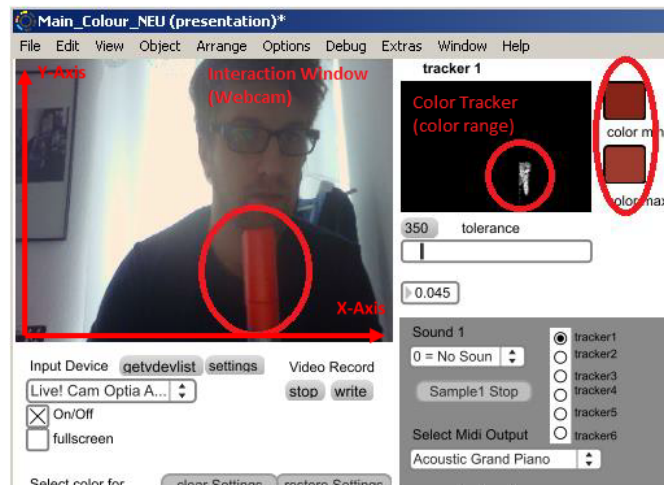 Main_Colour_NEU (presentation)*
File Edit View Object Arrange Options Debug Extras Window Help
Y-Axis
Interaction Window
(Webcam)
X-Axis
tracker 1
Color Tracker
(color range)
color min
color max
350 tolerance
0.045
Input Device getvdevlist settings Video Record
Live! Cam Optia A... stop write
On/Off
fullscreen
Select color for clear Settings restore Settings
Sound 1
0 = No Soun
Sample1 Stop
tracker1
tracker2
tracker3
tracker4
tracker5
tracker6
Select Midi Output
Acoustic Grand Piano